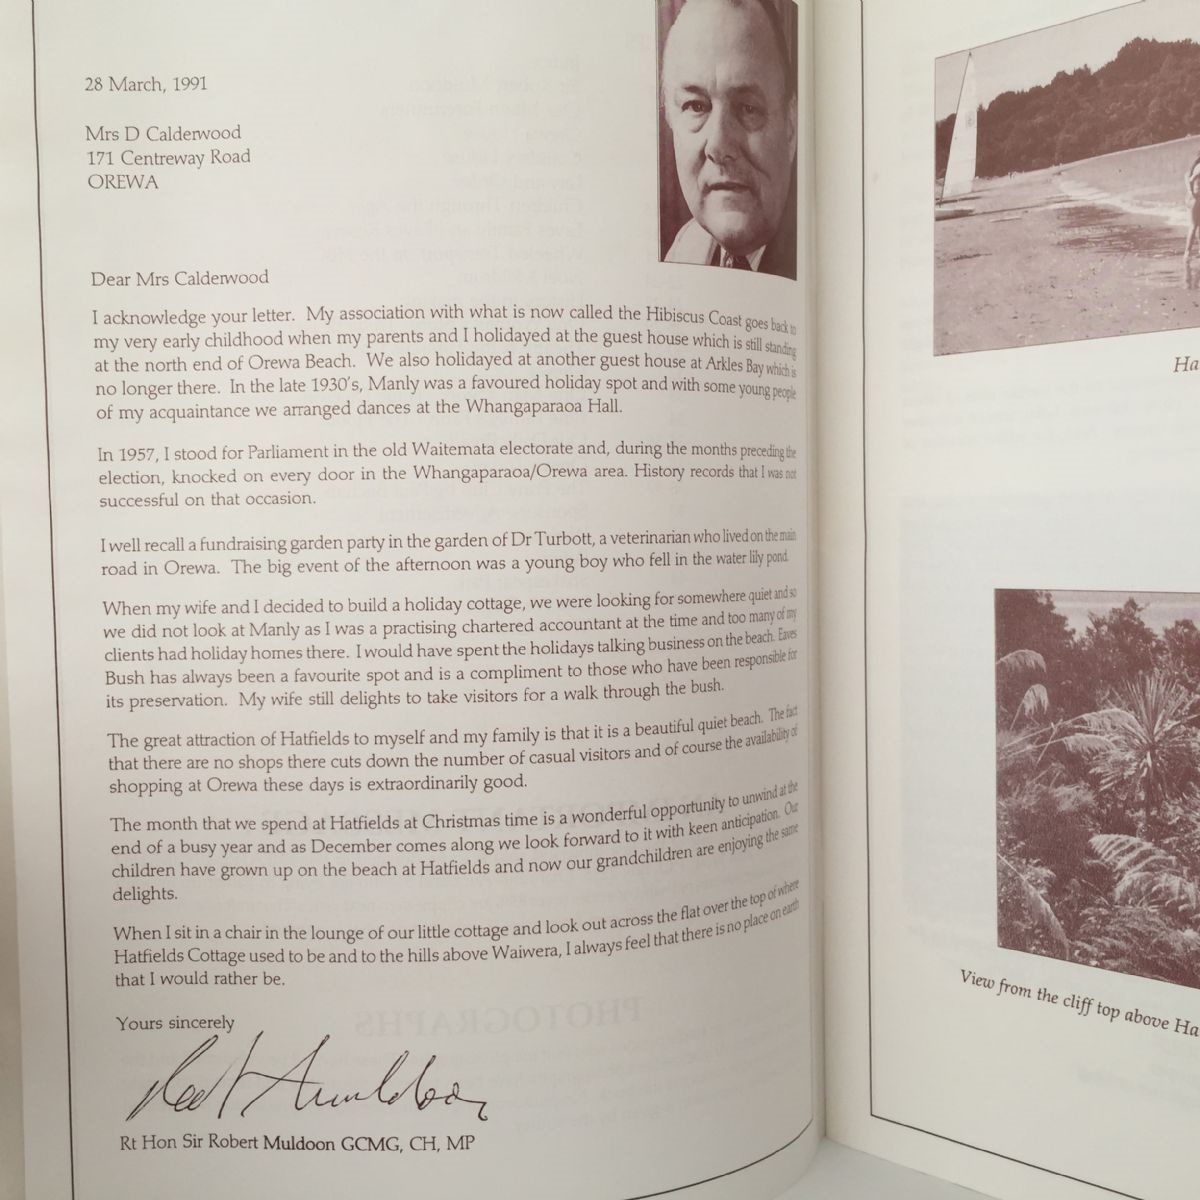 28 March, 1991
Mrs D Calderwood
171 Centreway Road
OREWA
Dear Mrs Calderwood
I acknowledge your letter. My association with what is now called the Hibiscus Coast goes back to
my very early childhood when my parents and I holidayed at the guest house which is still standing
at the north end of Orewa Beach. We also holidayed at another guest house at Arkles Bay which is
no longer there. In the late 1930's, Manly was a favoured holiday spot and with some young people
of my acquaintance we arranged dances at the Whangaparaoa Hall.
In 1957, I stood for Parliament in the old Waitemata electorate and, during the months preceding the
election, knocked on every door in the Whangaparaoa/Orewa area. History records that I was not
successful on that occasion.
I well recall a fundraising garden party in the garden of Dr Turbott, a veterinarian who lived on the main
road in Orewa. The big event of the afternoon was a young boy who fell in the water lily pond.
When my wife and I decided to build a holiday cottage, we were looking for somewhere quiet and so
we did not look at Manly as I was a practising chartered accountant at the time and too many of my
clients had holiday homes there. I would have spent the holidays talking business on the beach. Eaves
Bush has always been a favourite spot and is a compliment to those who have been responsible for
its preservation. My wife still delights to take visitors for a walk through the bush.
The great attraction of Hatfields to myself and my family is that it is a beautiful quiet beach. The fact
that there are no shops there cuts down the number of casual visitors and of course the availability of
shopping at Orewa these days is extraordinarily good.
The month that we spend at Hatfields at Christmas time is a wonderful opportunity to unwind at the
end of a busy year and as December comes along we look forward to it with keen anticipation. Our
children have grown up on the beach at Hatfields and now our grandchildren are enjoying the same
delights.
When I sit in a chair in the lounge of our little cottage and look out across the flat over the top of where
Hatfields Cottage used to be and to the hills above Waiwera, I always feel that there is no place on earth
that I would rather be.
Yours sincerely
Rt Hon Sir Robert Muldoon GCMG, CH, MP
Ha
View from the cliff top above Ha
PHOTOGRAPHS